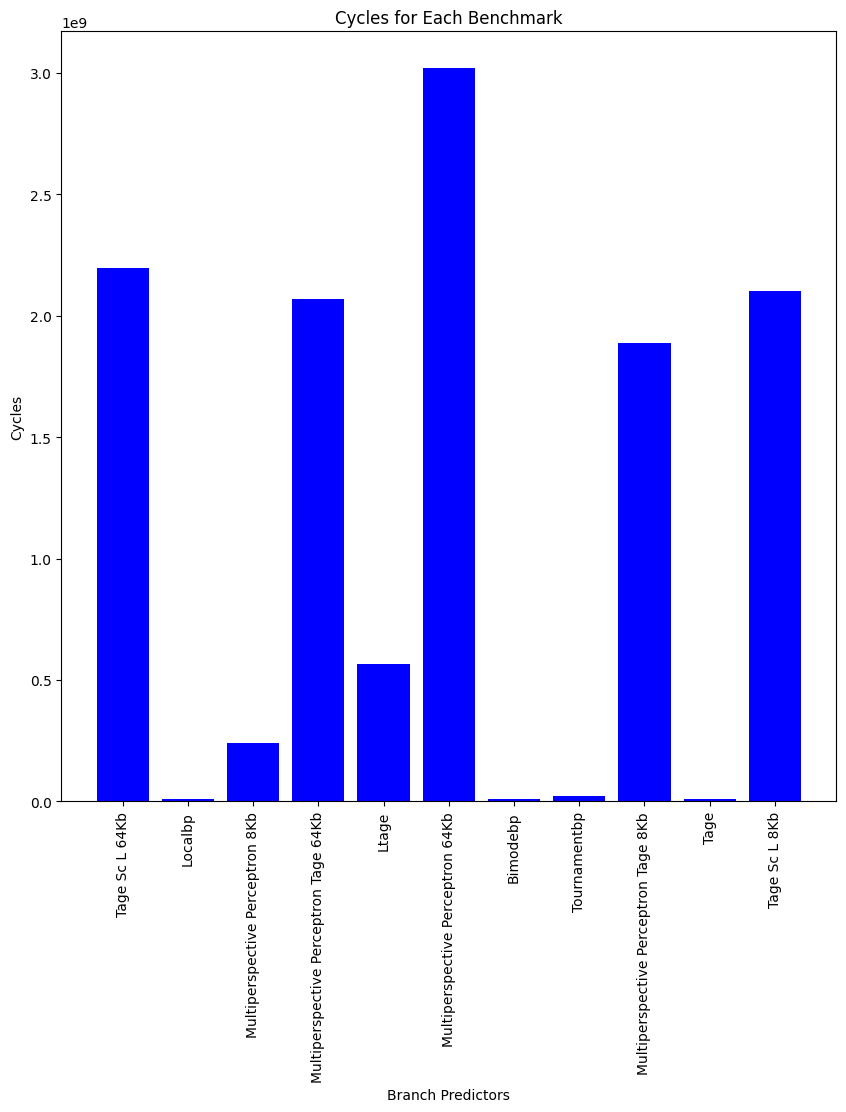 Cycles for Each Benchmark
1e9
3.0
2.5
2.0
1.5
1.0
0.5
0.0
Cycles
Tage Sc L 64Kb
Localbp
Multiperspective Perceptron 8Kb
Multiperspective Perceptron Tage 64Kb
Ltage
Multiperspective Perceptron 64Kb
Bimodebp
Tournamentbp
Multiperspective Perceptron Tage 8Kb
Tage
Tage Sc L 8Kb
Branch Predictors